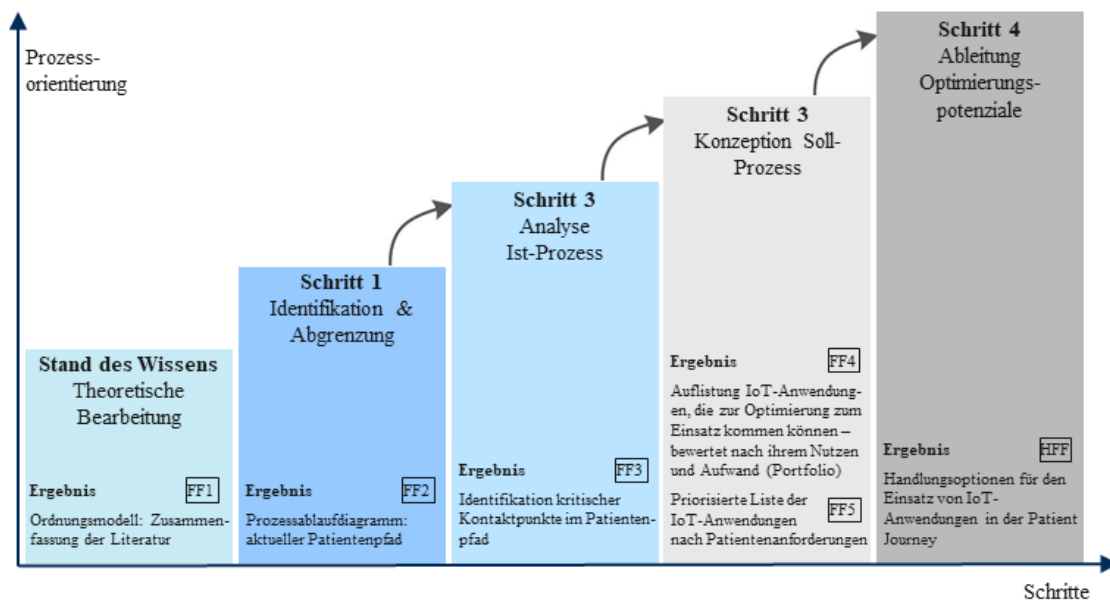 Prozess-
orientierung
Stand des Wissens
Theoretische
Bearbeitung
Ergebnis
FF1
Ordnungsmodell: Zusammen-
fassung der Literatur
Schritt 1
Identifikation &
Abgrenzung
Ergebnis
FF2
Prozessablaufdiagramm:
aktueller Patientenpfad
Schritt 3
Analyse
Ist-Prozess
Ergebnis
FF3
Identifikation kritischer
Kontaktpunkte im Patienten-
pfad
Schritt 3
Konzeption Soll-
Prozess
Ergebnis
FF4
Auflistung IoT-Anwendung-
en, die zur Optimierung zum
Einsatz kommen können –
bewertet nach ihrem Nutzen
und Aufwand (Portfolio)
Priorisierte Liste der
IoT-Anwendungen
FF5
nach Patientenanforderungen
Schritt 4
Ableitung
Optimierungs-
potenziale
Ergebnis
HFF
Handlungsoptionen für den
Einsatz von IoT-
Anwendungen in der Patient
Journey
Schritte